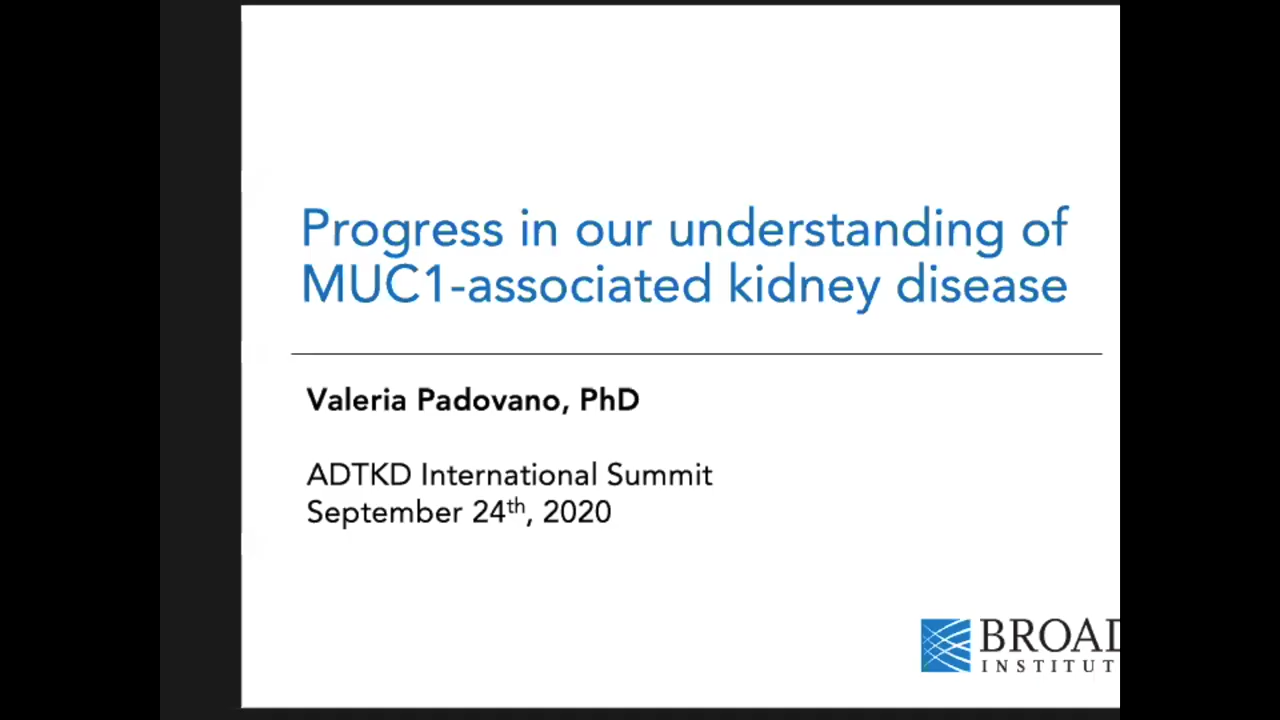 Progress in our understanding of
MUC1-associated kidney disease
Valeria Padovano, PhD
ADTKD International Summit
September 24th, 2020
BROAD
INSTITUT